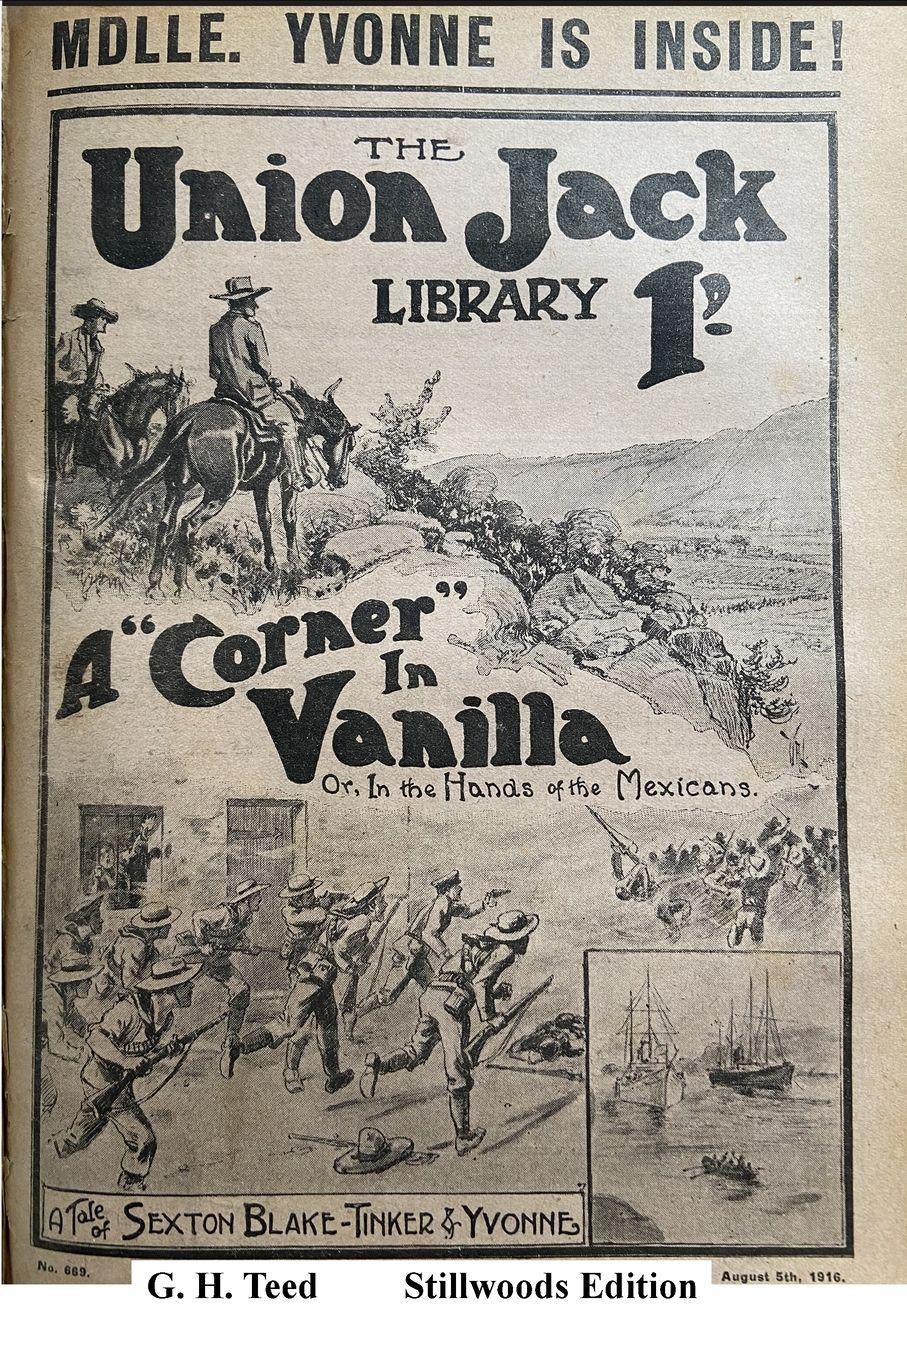 MDLLE. YVONNE IS INSIDE!
THE
Union Jack
LIBRARY 1D.
A "Corner"
In
Vanilla
Or, In the Hands of the Mexicans.
A Tale of SEXTON BLAKE-TINKER & YVONNE
No. 669.
August 5th, 1916.
G. H. Teed Stillwoods Edition